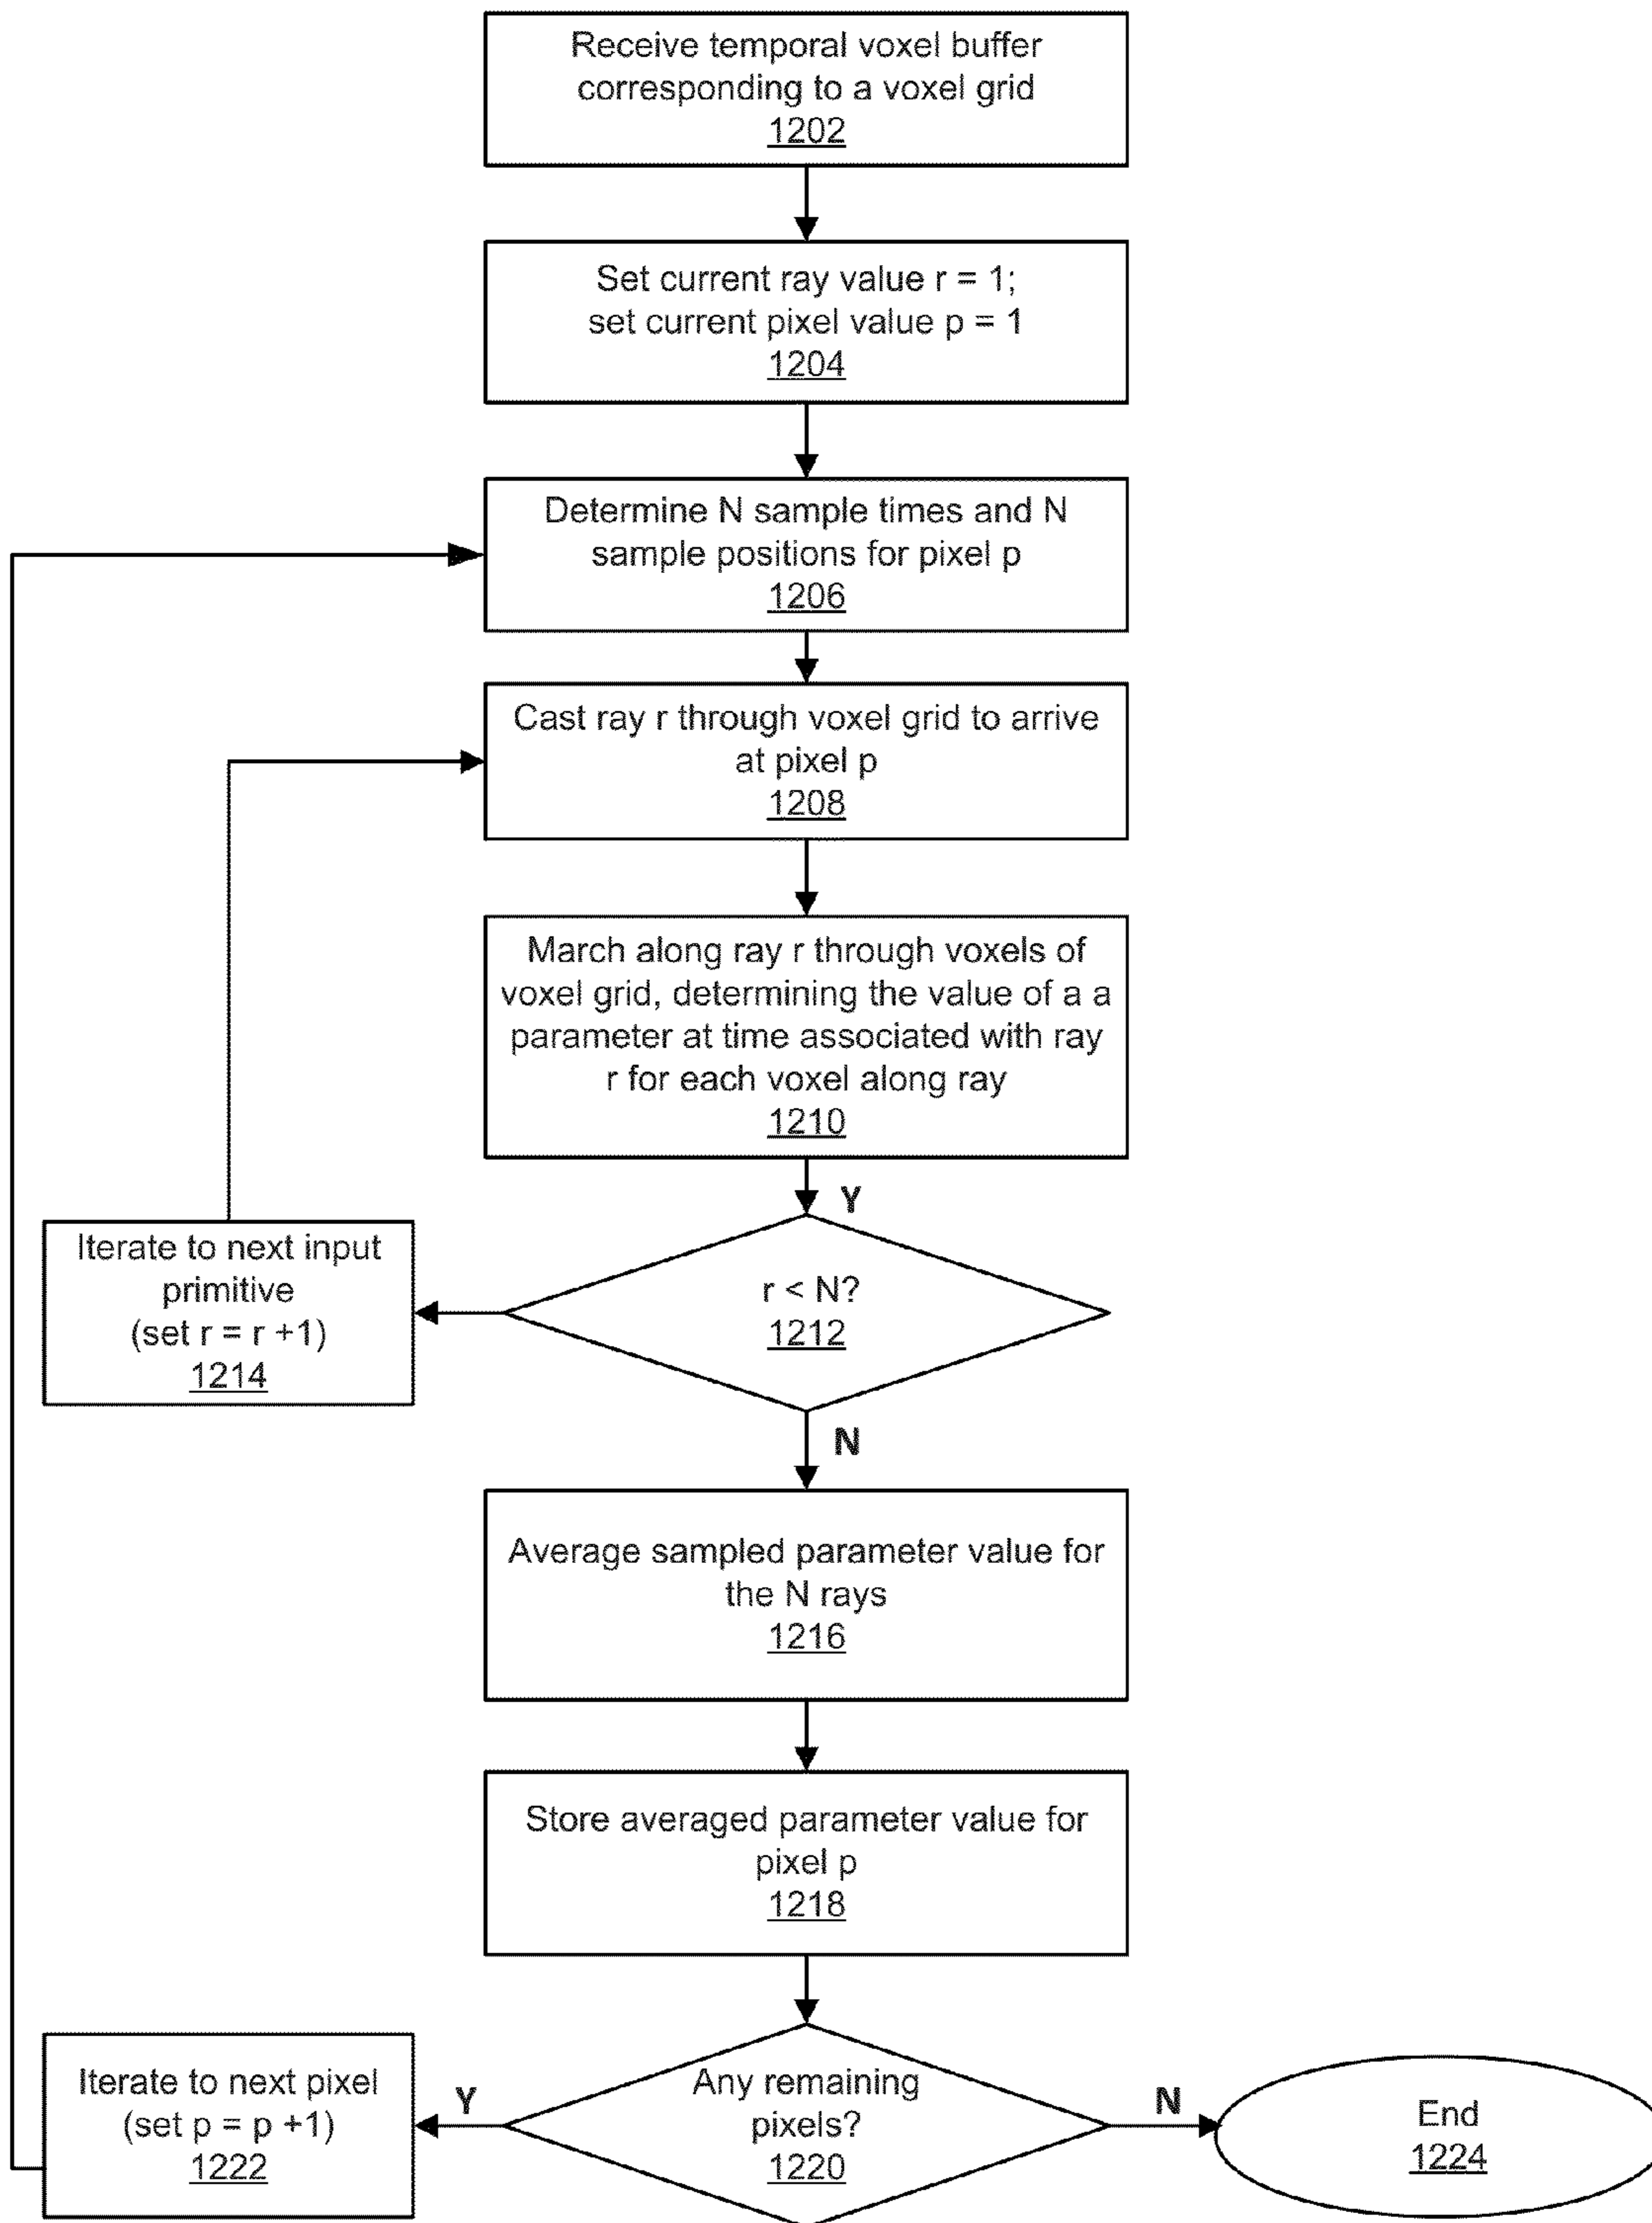 Receive temporal voxel buffer
corresponding to a voxel grid
1202
Set current ray value r = 1;
set current pixel value p = 1
1204
Determine N sample times and N
sample positions for pixel p
1206
Cast ray r through voxel grid to arrive
at pixel p
1208
March along ray r through voxels of
voxel grid, determining the value of a a
parameter at time associated with ray
r for each voxel along ray
1210
Y
Iterate to next input
primitive
(set r = r +1)
1214
r < N?
1212
N
Average sampled parameter value for
the N rays
1216
Store averaged parameter value for
pixel p
1218
Iterate to next pixel
(set p = p +1)
1222
Y
Any remaining
pixels?
1220
N
End
1224